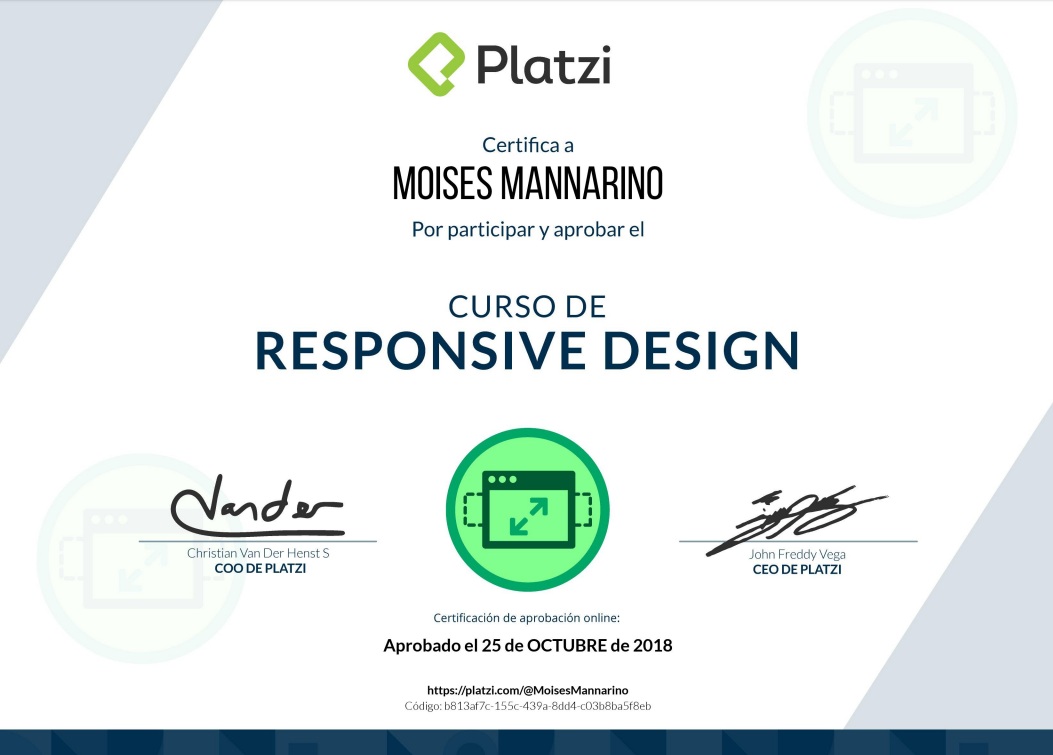 Platzi
Certifica a
MOISES MANNARINO
Por participar y aprobar el
CURSO DE
RESPONSIVE DESIGN
Vander
Christian Van Der Henst S
COO DE PLATZI
John Freddy Vega
CEO DE PLATZI
Certificación de aprobación online:
Aprobado el 25 de OCTUBRE de 2018
https://platzi.com/@MoisesMannarino
Código: b813af7c-155c-439a-8dd4-c03b8ba5f8eb